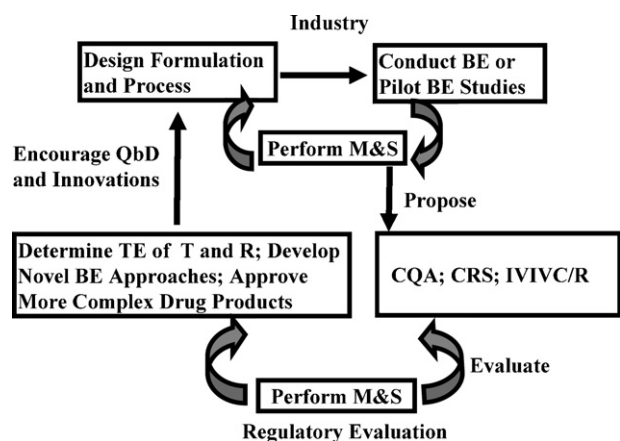 Industry
Design Formulation
and Process
Conduct BE or
Pilot BE Studies
Perform M&S
Encourage QbD
and Innovations
Propose
Determine TE of T and R; Develop
Novel BE Approaches; Approve
More Complex Drug Products
CQA; CRS; IVIVC/R
Evaluate
Perform M&S
Regulatory Evaluation